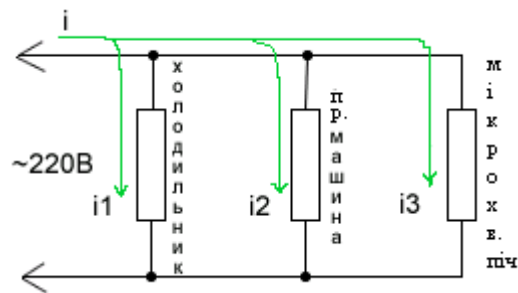 i
холодильник
пр. машина
мікрохв. піч
~220В
i1
i2
i3